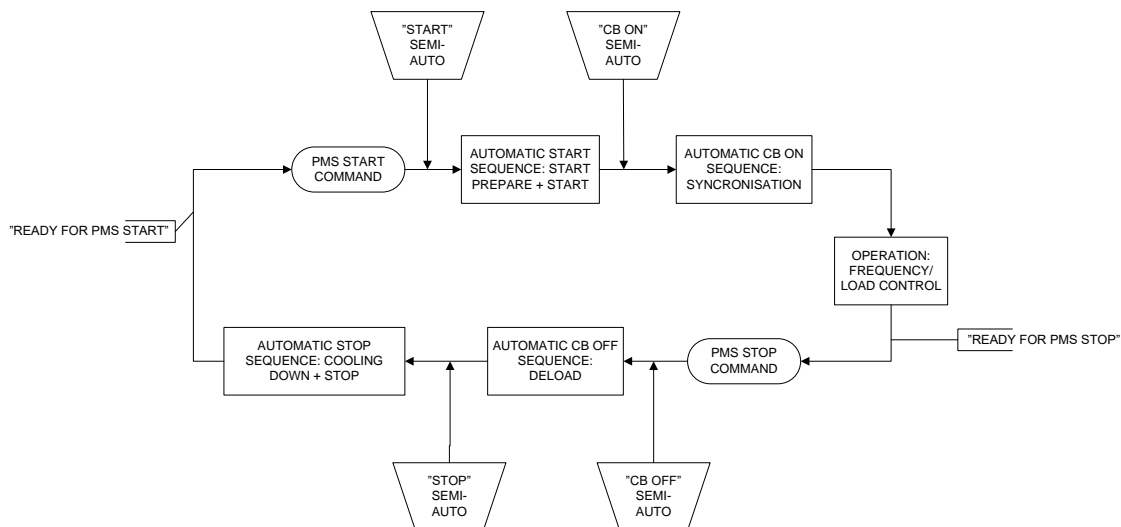 "START"
SEMI-
AUTO
"CB ON"
SEMI-
AUTO
PMS START
COMMAND
AUTOMATIC START
SEQUENCE: START
PREPARE + START
AUTOMATIC CB ON
SEQUENCE:
SYNCRONISATION
"READY FOR PMS START"
OPERATION:
FREQUENCY/
LOAD CONTROL
AUTOMATIC STOP
SEQUENCE: COOLING
DOWN + STOP
AUTOMATIC CB OFF
SEQUENCE:
DELOAD
PMS STOP
COMMAND
"READY FOR PMS STOP"
"STOP"
SEMI-
AUTO
"CB OFF"
SEMI-
AUTO